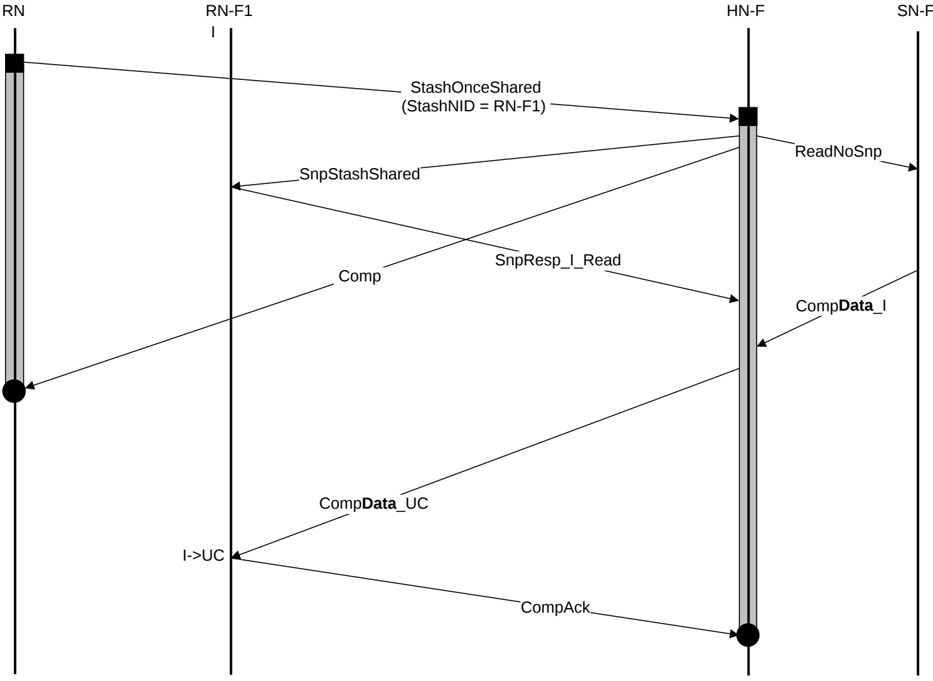 RN
RN-F1
HN-F
SN-F
I
StashOnceShared
(StashNID = RN-F1)
ReadNoSnp
SnpStashShared
SnpResp_I_Read
Comp
CompData_I
CompData_UC
I->UC
CompAck